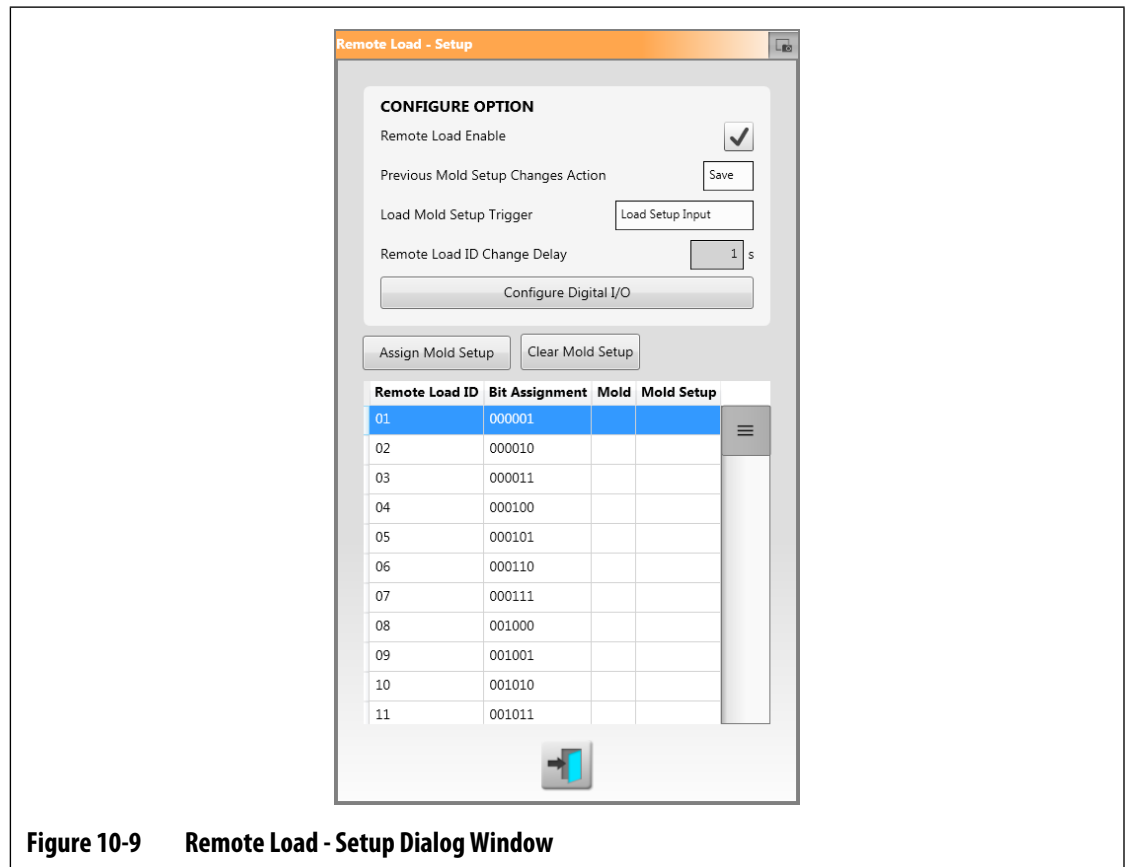 Remote Load - Setup
CONFIGURE OPTION
Remote Load Enable
Previous Mold Setup Changes Action Save
Load Mold Setup Trigger Load Setup Input
Remote Load ID Change Delay 1 s
Configure Digital I/O
Assign Mold Setup Clear Mold Setup
Remote Load ID Bit Assignment Mold Mold Setup
01 000001
02 000010
03 000011
04 000100
05 000101
06 000110
07 000111
08 001000
09 001001
10 001010
11 001011
Figure 10-9 Remote Load - Setup Dialog Window